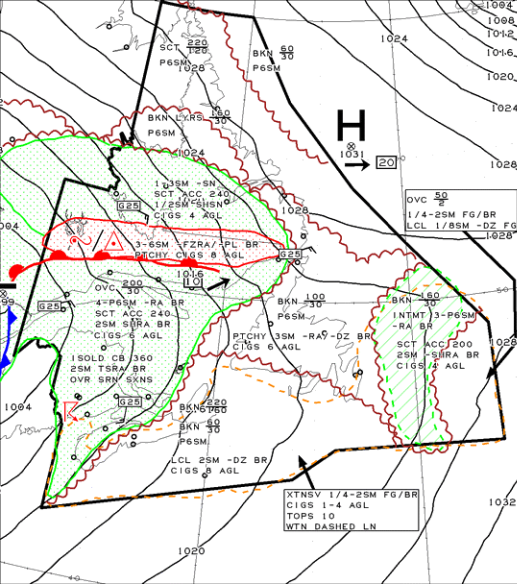 1004
1008
1012
1016
1020
1024
1024
1028
SCT 220
120
P6SM
BKN 60
30
P6SM
1028
BKN LYRS 160
30
P6SM
H
1031
20
1024
1-3SM -SN
SCT ACC 240
1/2SM SHSN
CIGS 4 AGL
G25
1028
OVC 50
2
1/4-2SM FG/BR
LCL 1/8SM -DZ FG
1028
3-6SM -FZRA/-PL BR
PTCHY CIGS 8 AGL
G25
1016
10
OVC 200
30
4-P6SM -RA BR
SCT ACC 240
2SM SHRA BR
CIGS 6 AGL
G25
ISOLD CB 360
2SM TSRA BR
OVR SRN SXNS
BKN 100
30
P6SM
PTCHY 3SM -RA/-DZ BR
CIGS 6 AGL
BKN 160
30
INTMT 3-P6SM
-RA BR
SCT ACC 200
2SM -SHRA BR
CIGS 4 AGL
50
1028
1004
G25
R
BKN 220
160
P6SM
BKN 60
30
P6SM
LCL 2SM -DZ BR
CIGS 8 AGL
XTNSV 1/4-2SM FG/BR
CIGS 1-4 AGL
TOPS 10
WTN DASHED LN
1032
1020
40